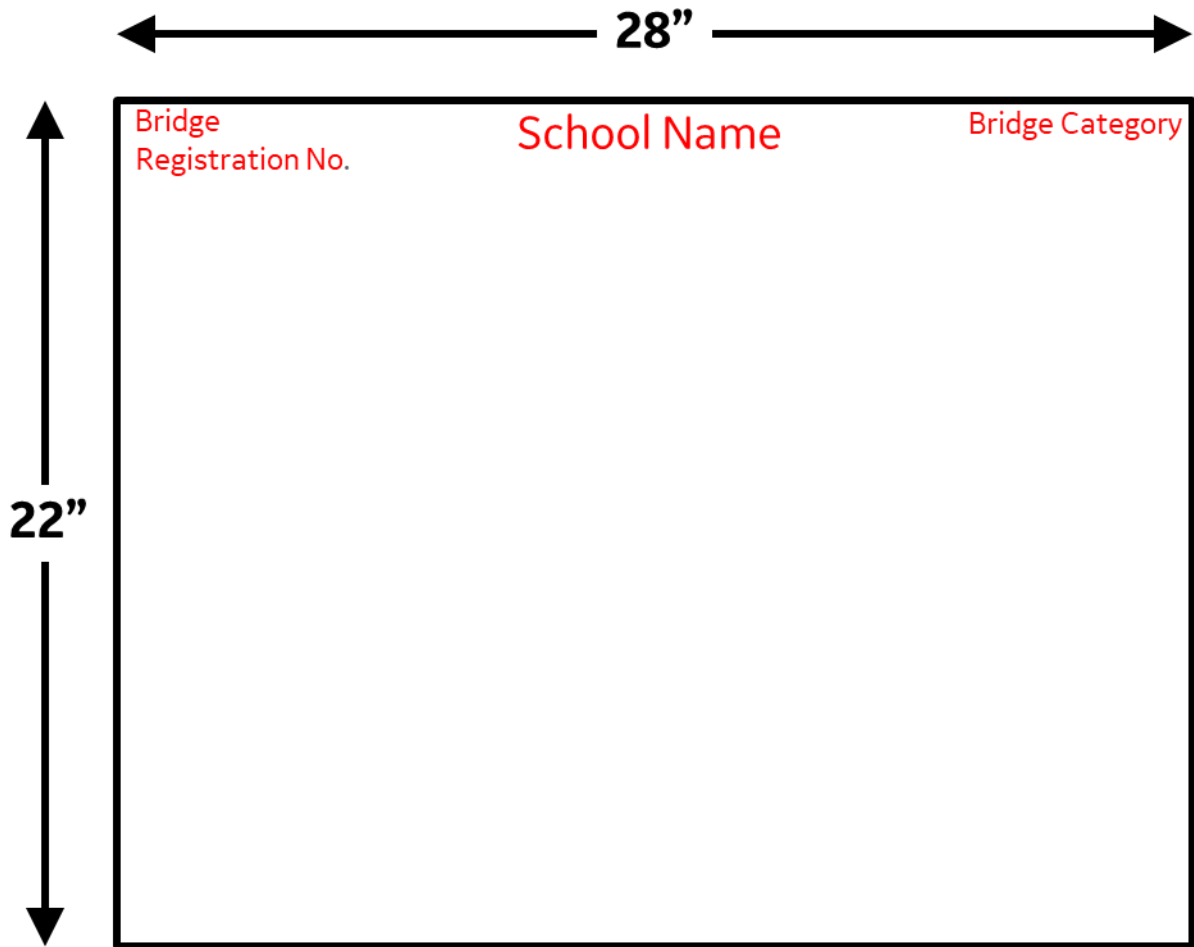 28”
Bridge
Registration No.
School Name
Bridge Category
22”